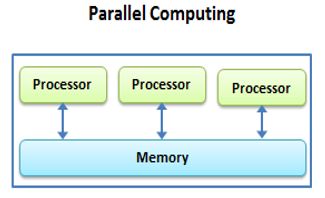 Parallel Computing
Processor Processor Processor
Memory